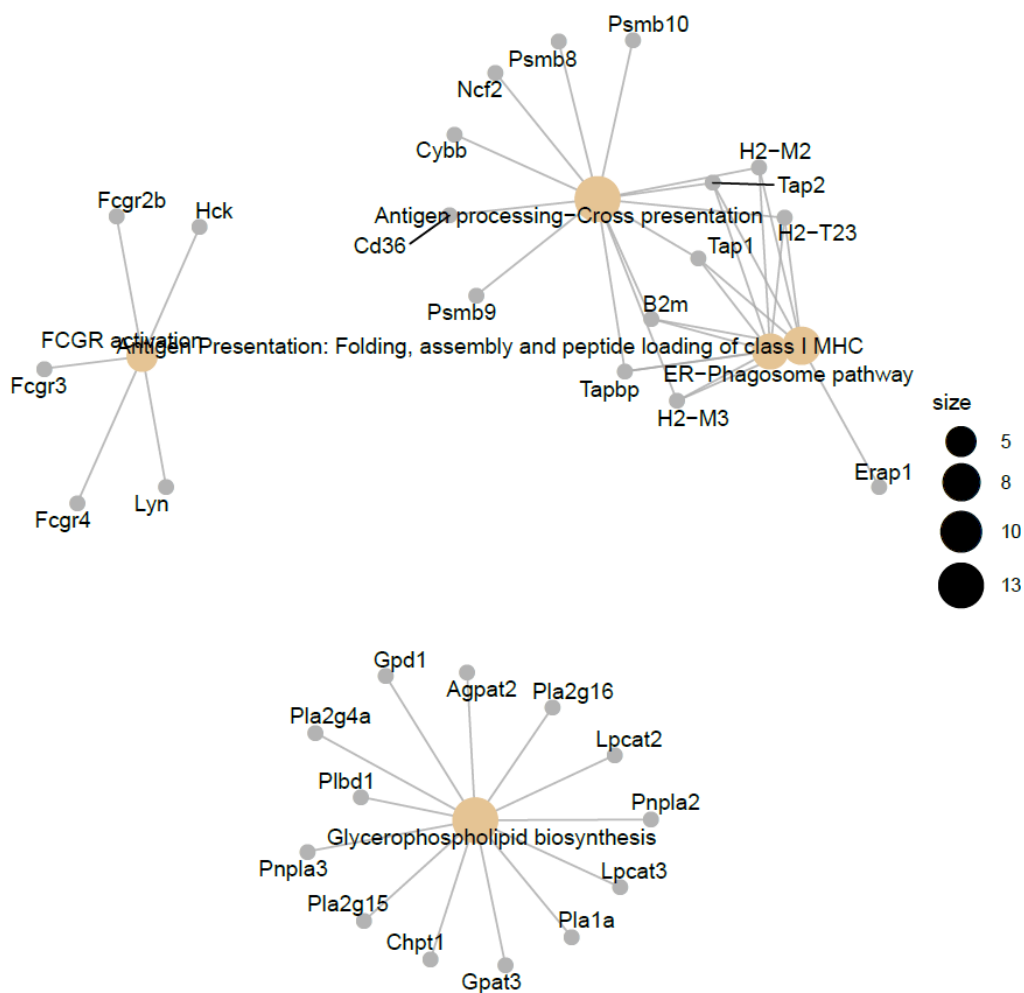 Psmb10
Psmb8
Ncf2
Cybb
H2−M2
Tap2
Fcgr2b
Hck
Antigen processing−Cross presentation
H2−T23
Cd36
Tap1
Psmb9
B2m
FCGR activation
Antigen Presentation: Folding, assembly and peptide loading of class I MHC
ER−Phagosome pathway
Fcgr3
Tapbp
H2−M3
size
5
Erap1
8
Lyn
Fcgr4
10
13
Gpd1
Agpat2
Pla2g16
Pla2g4a
Lpcat2
Plbd1
Pnpla2
Glycerophospholipid biosynthesis
Pnpla3
Lpcat3
Pla2g15
Pla1a
Chpt1
Gpat3